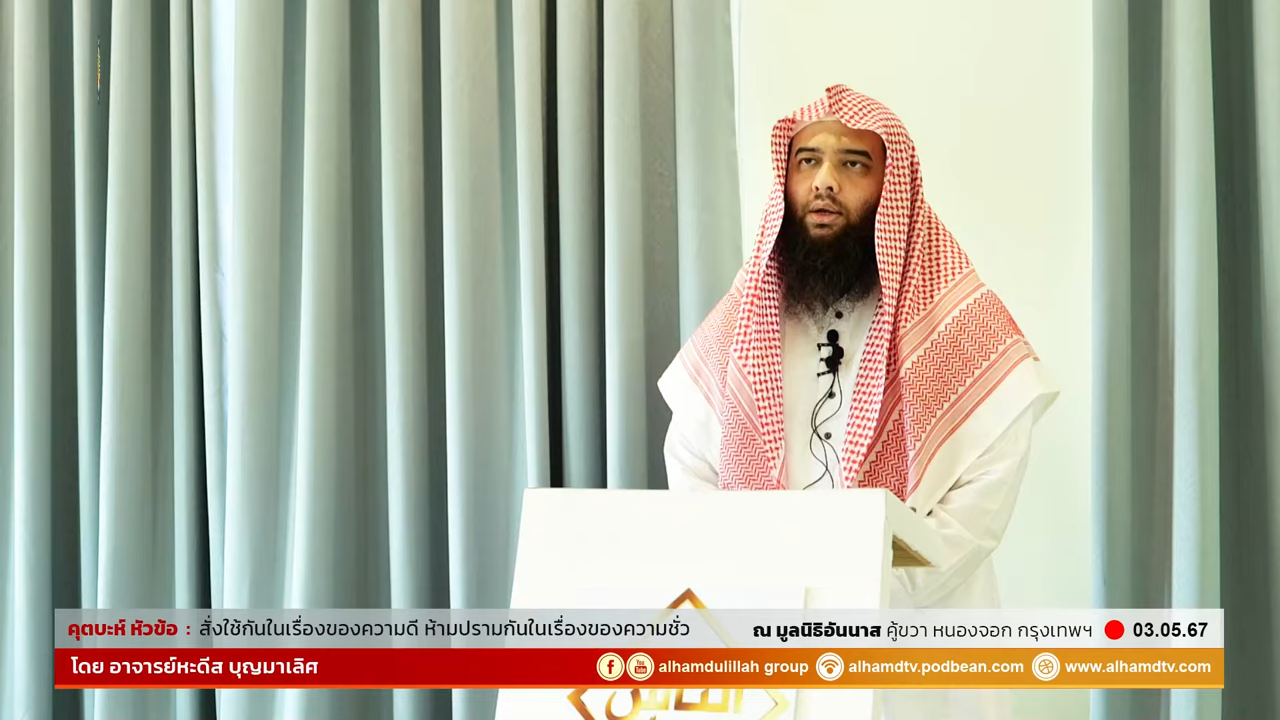 คุตบะห์ หัวข้อ : สั่งใช้กันในเรื่องของความดี ห้ามปรามกันในเรื่องของความชั่ว
ณ มูลนิธิอันนาส คู้ขวา หนองจอก กรุงเทพฯ 03.05.67
โดย อาจารย์หะดีส บุญมาเลิศ
alhamdulillah group alhamdtv.podbean.com www.alhamdtv.com